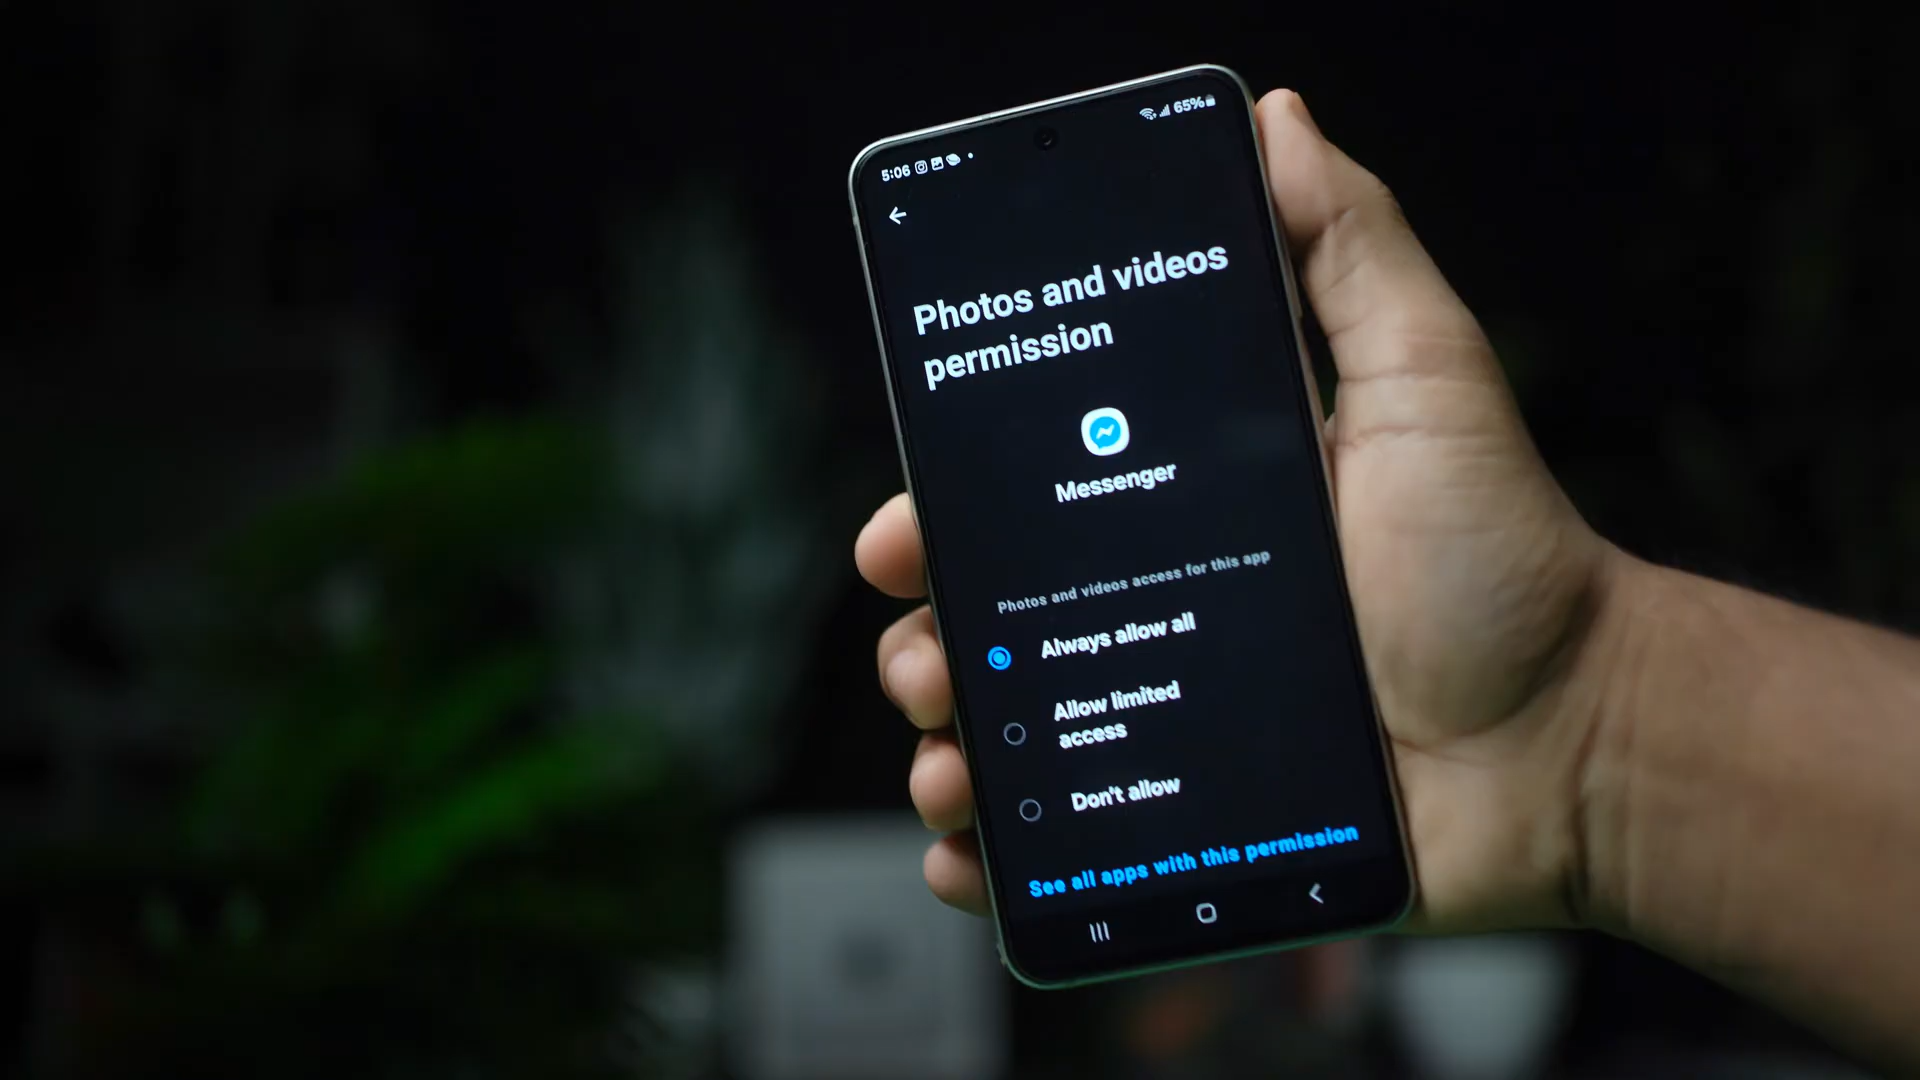 5:06
65%
Photos and videos
permission
Messenger
Photos and videos access for this app
Always allow all
Allow limited
access
Don't allow
See all apps with this permission